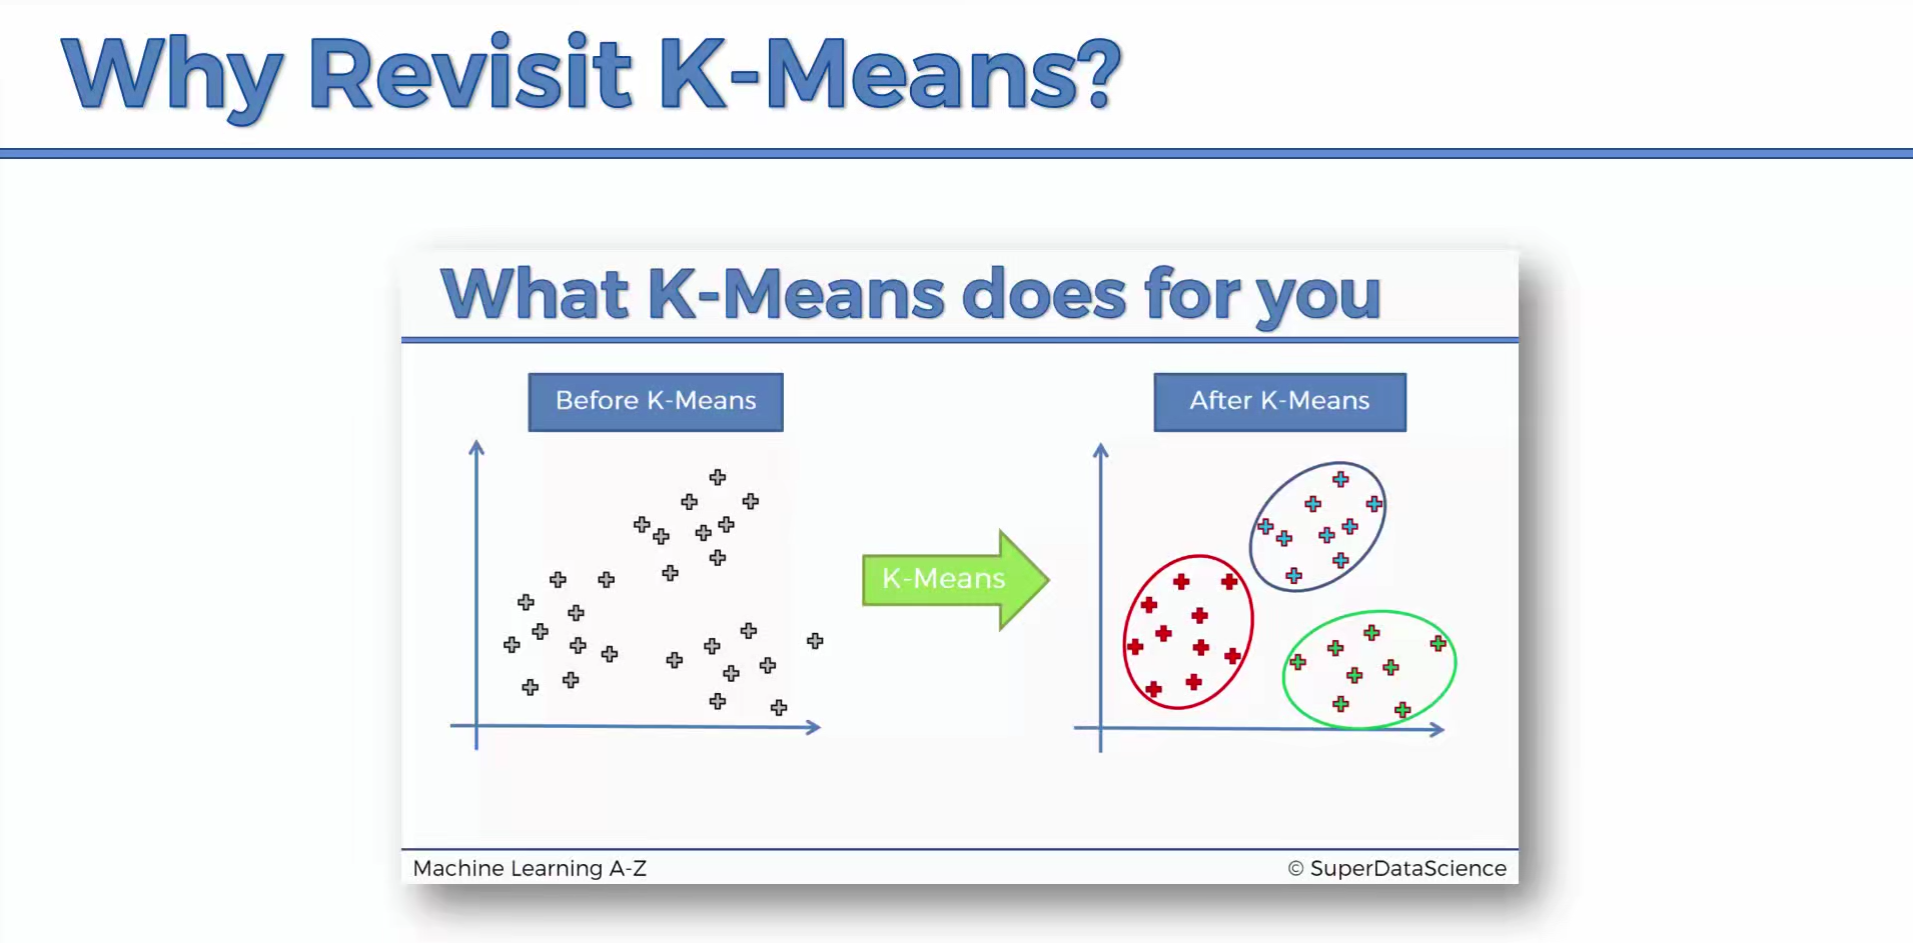 Why Revisit K-Means?
What K-Means does for you
Before K-Means
After K-Means
K-Means
Machine Learning A-Z
© SuperDataScience